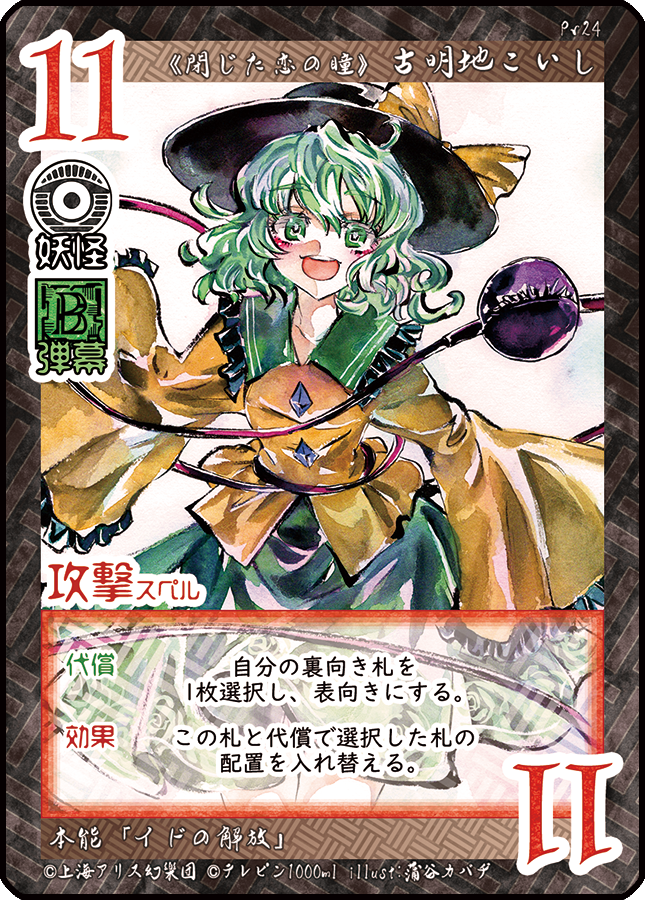 Pr24
11
《閉じた恋の瞳》 古明地こいし
妖怪
B
弾幕
攻撃スペル
代償
自分の裏向き札を
1枚選択し、表向きにする。
効果
この札と代償で選択した札の
配置を入れ替える。
11
本能「イドの解放」
©上海アリス幻樂団 ©テレピン1000ml illust:蒲谷カバヂ